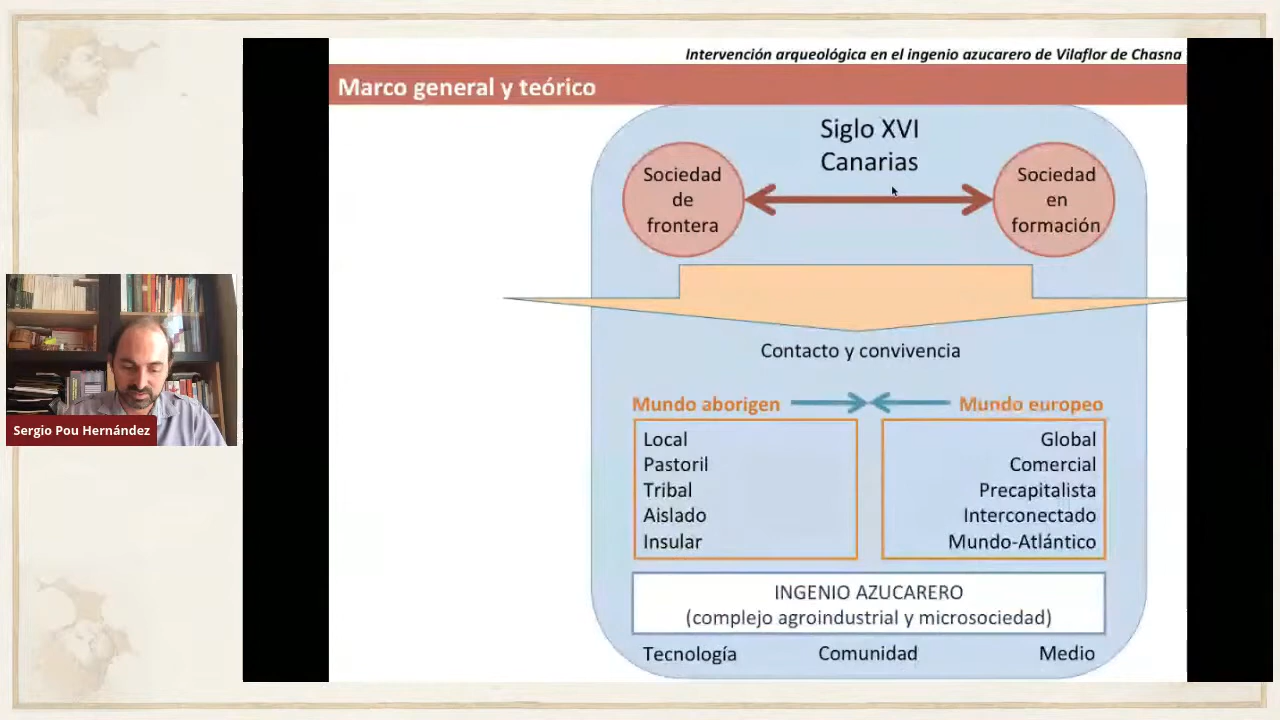 Intervención arqueológica en el ingenio azucarero de Vilaflor de Chasna
Marco general y teórico
Siglo XVI
Canarias
Sociedad
de
frontera
Sociedad
en
formación
Contacto y convivencia
Mundo aborigen
Mundo europeo
Local
Pastoril
Tribal
Aislado
Insular
Global
Comercial
Precapitalista
Interconectado
Mundo-Atlántico
INGENIO AZUCARERO
(complejo agroindustrial y microsociedad)
Tecnología
Comunidad
Medio
Sergio Pou Hernández